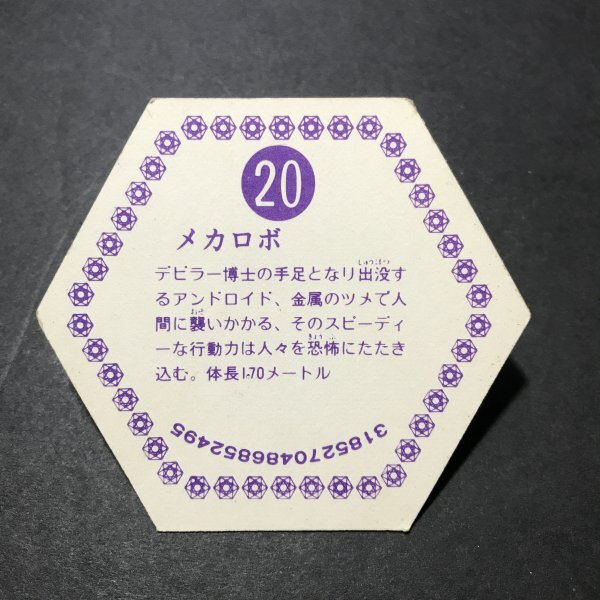 20
メカロボ
デビラー博士の手足となり出没す
るアンドロイド、金属のツメで人
間に襲いかかる、そのスピーディ
ーな行動力は人々を恐怖にたたき
込む。体長1.70メートル
3185270486852495